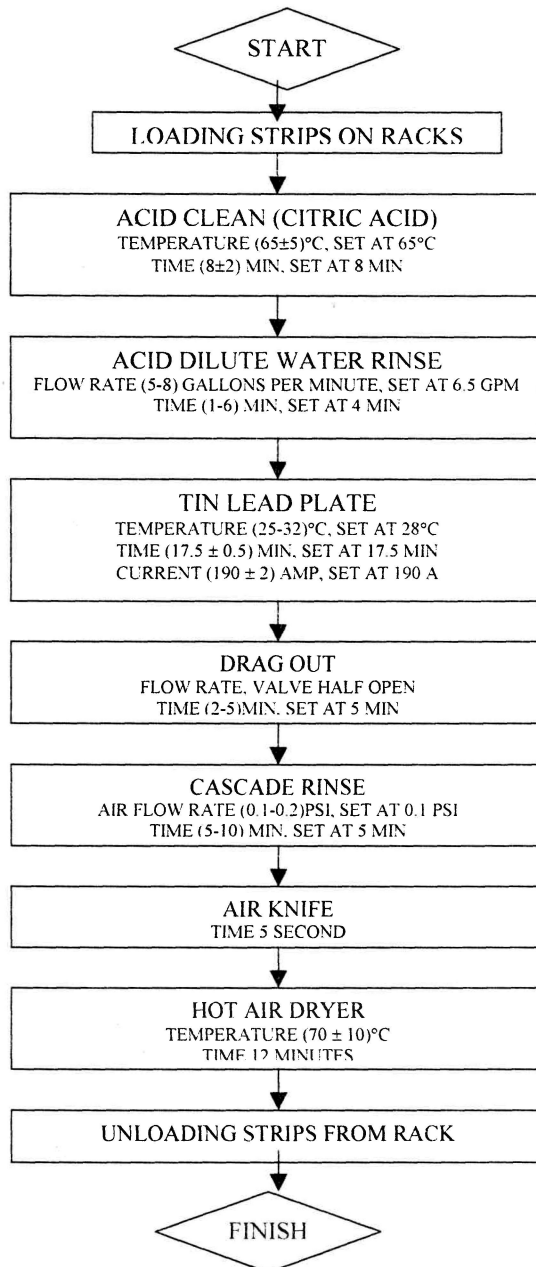 START
LOADING STRIPS ON RACKS
ACID CLEAN (CITRIC ACID)
TEMPERATURE (65±5)°C, SET AT 65°C
TIME (8±2) MIN, SET AT 8 MIN
ACID DILUTE WATER RINSE
FLOW RATE (5-8) GALLONS PER MINUTE, SET AT 6.5 GPM
TIME (1-6) MIN, SET AT 4 MIN
TIN LEAD PLATE
TEMPERATURE (25-32)°C, SET AT 28°C
TIME (17.5 ± 0.5) MIN, SET AT 17.5 MIN
CURRENT (190 ± 2) AMP, SET AT 190 A
DRAG OUT
FLOW RATE, VALVE HALF OPEN
TIME (2-5)MIN. SET AT 5 MIN
CASCADE RINSE
AIR FLOW RATE (0.1-0.2)PSI, SET AT 0.1 PSI
TIME (5-10) MIN. SET AT 5 MIN
AIR KNIFE
TIME 5 SECOND
HOT AIR DRYER
TEMPERATURE (70 ± 10)°C
TIME 12 MINUTES
UNLOADING STRIPS FROM RACK
FINISH